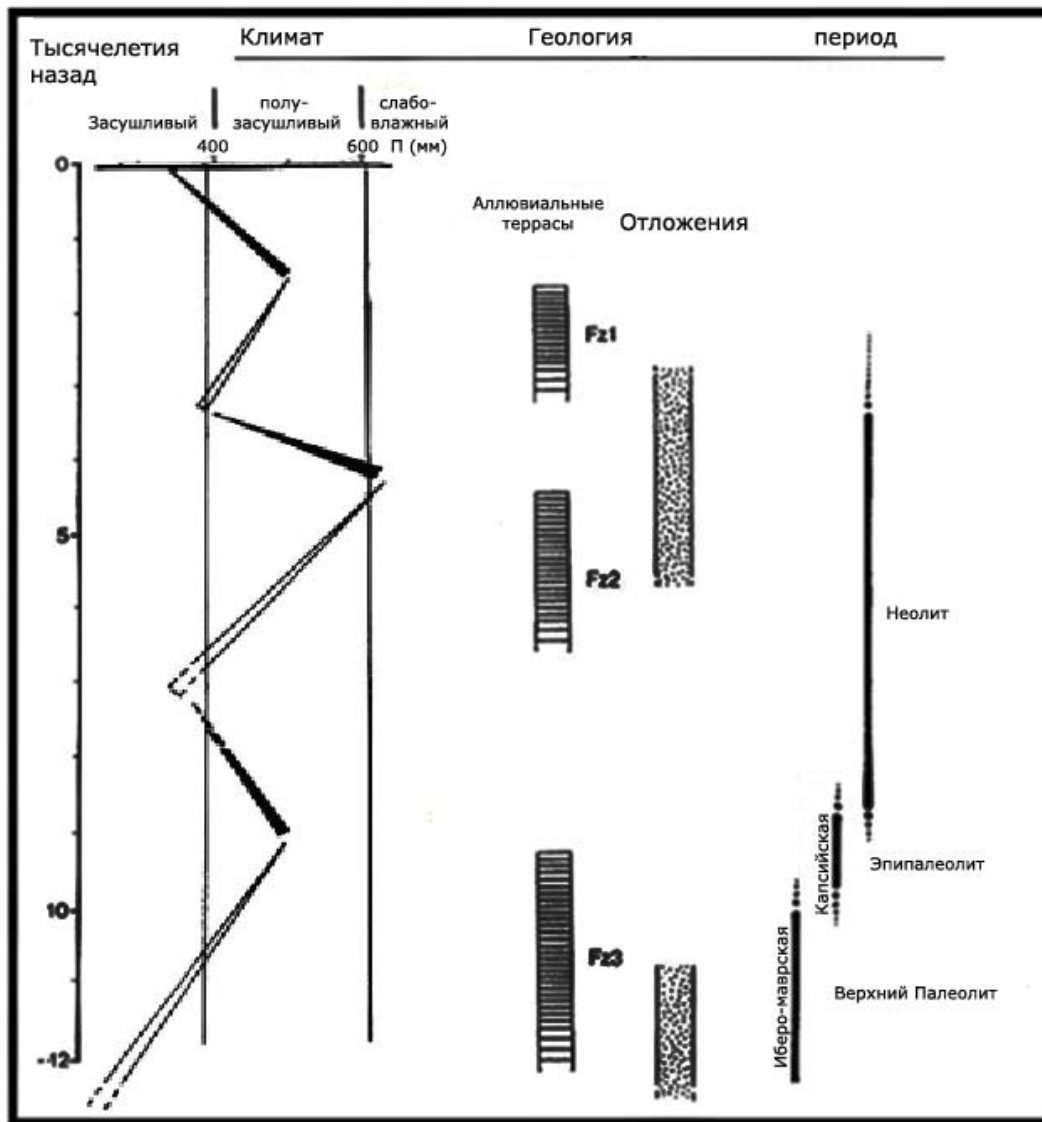 Тысячелетия
назад
Климат
Геология
период
Засушливый
полу-
засушливый
слабо-
влажный
400
600
П (мм)
0
Аллювиальные
террасы
Отложения
Fz1
5
Fz2
Неолит
Капсийская
Эпипалеолит
10
Fz3
Иберо-маврская
Верхний Палеолит
-12